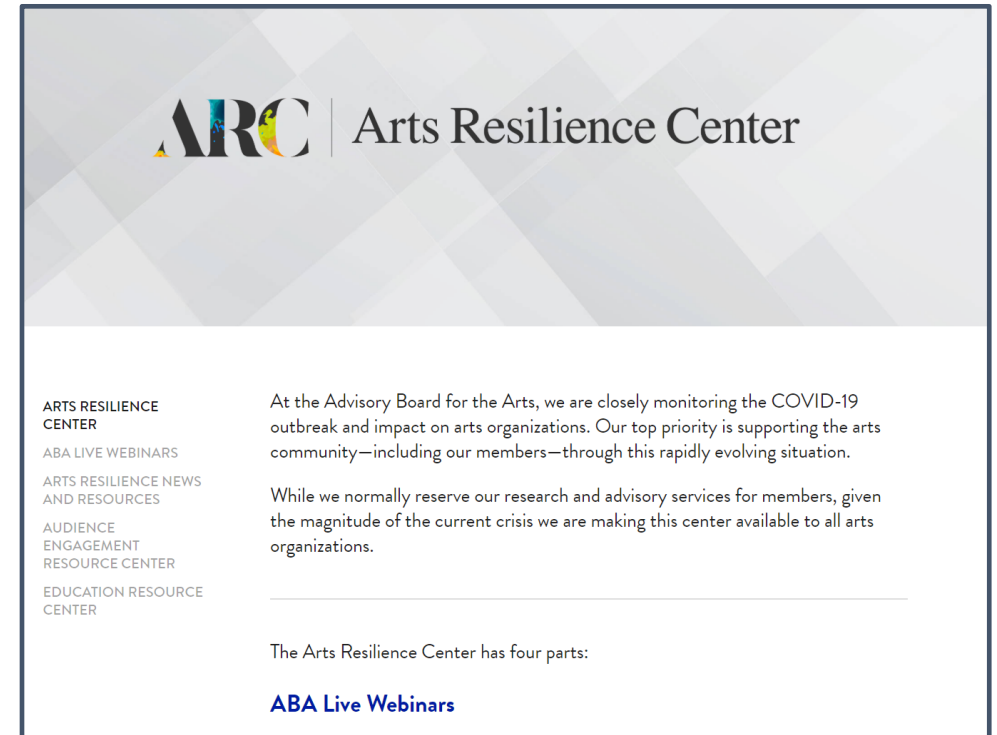 ARC | Arts Resilience Center
ARTS RESILIENCE
CENTER
ABA LIVE WEBINARS
ARTS RESILIENCE NEWS
AND RESOURCES
AUDIENCE
ENGAGEMENT
RESOURCE CENTER
EDUCATION RESOURCE
CENTER
At the Advisory Board for the Arts, we are closely monitoring the COVID-19
outbreak and impact on arts organizations. Our top priority is supporting the arts
community—including our members—through this rapidly evolving situation.
While we normally reserve our research and advisory services for members, given
the magnitude of the current crisis we are making this center available to all arts
organizations.
The Arts Resilience Center has four parts:
ABA Live Webinars